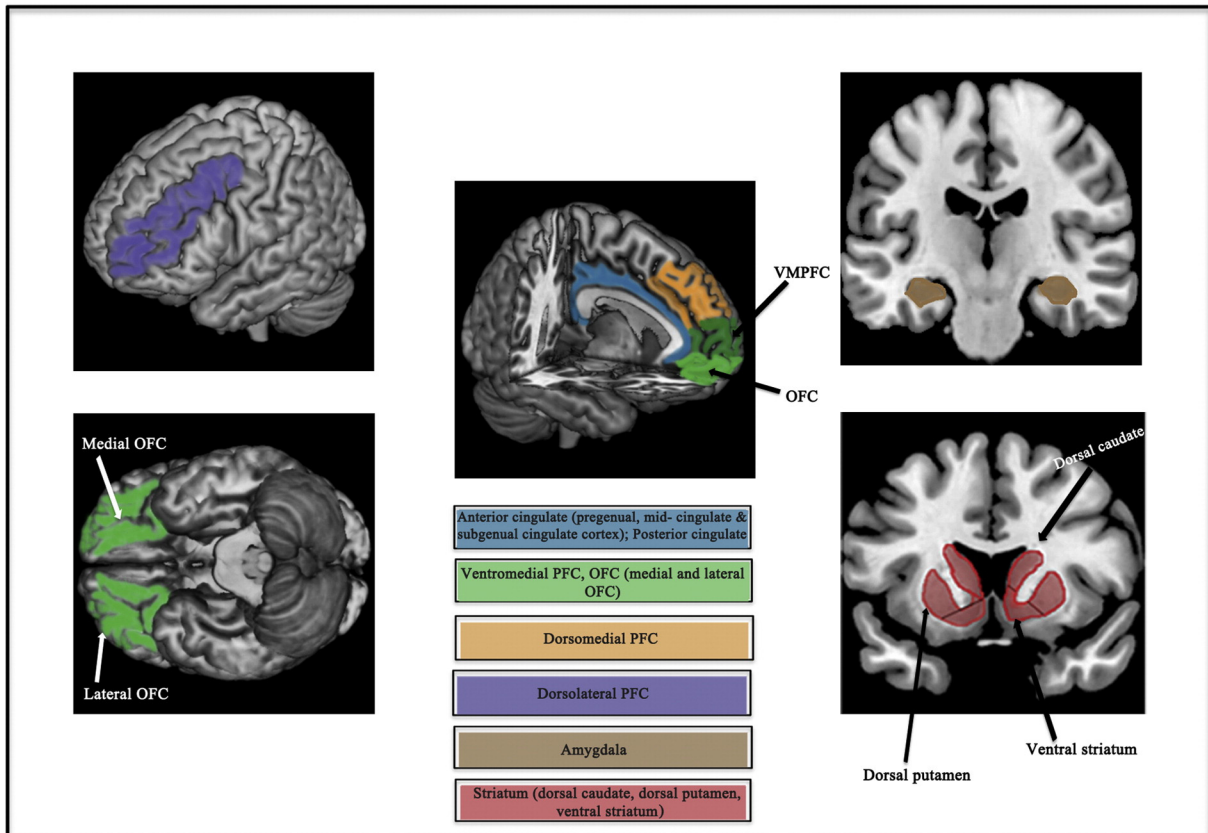 VMPFC
OFC
Medial OFC
Lateral OFC
Dorsal caudate
Anterior cingulate (pregenual, mid- cingulate &
subgenual cingulate cortex); Posterior cingulate
Ventromedial PFC, OFC (medial and lateral
OFC)
Dorsomedial PFC
Dorsolateral PFC
Amygdala
Striatum (dorsal caudate, dorsal putamen,
ventral striatum)
Ventral striatum
Dorsal putamen